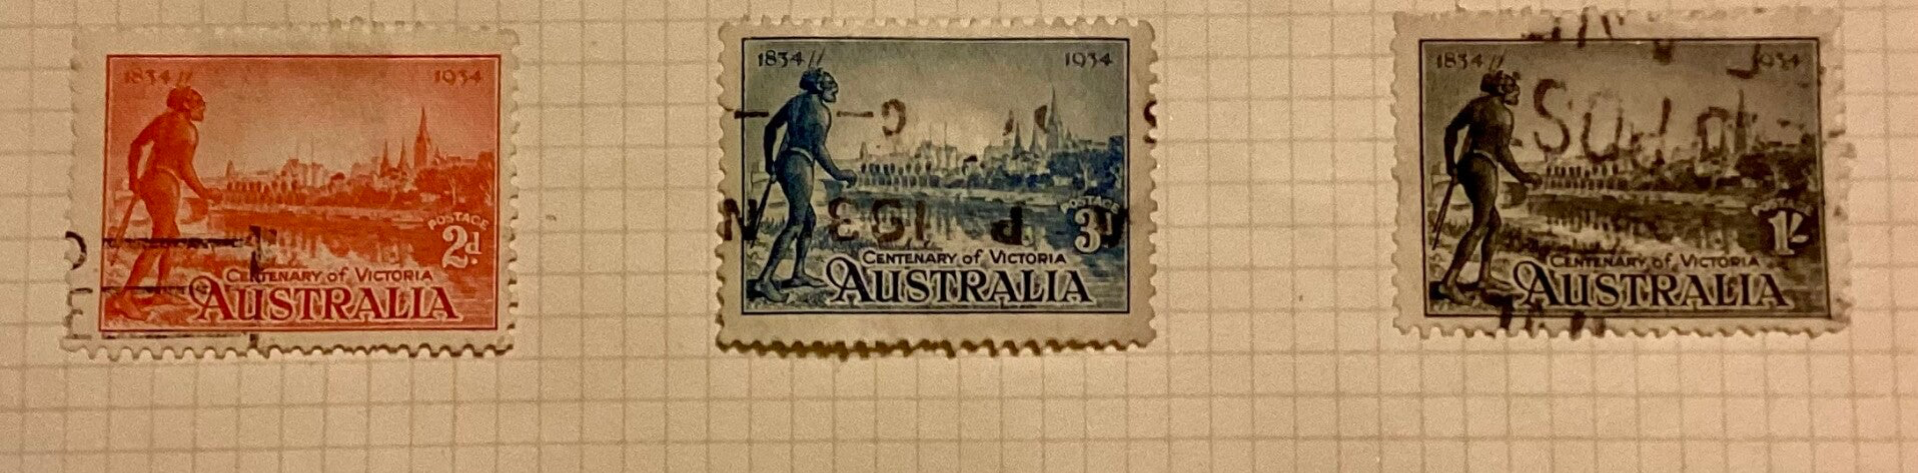 1834 1934
POSTAGE
2d.
CENTENARY of VICTORIA
AUSTRALIA
1834 1934
POSTAGE
3d
CENTENARY of VICTORIA
AUSTRALIA
1834 1934
POSTAGE
1/-
CENTENARY of VICTORIA
AUSTRALIA